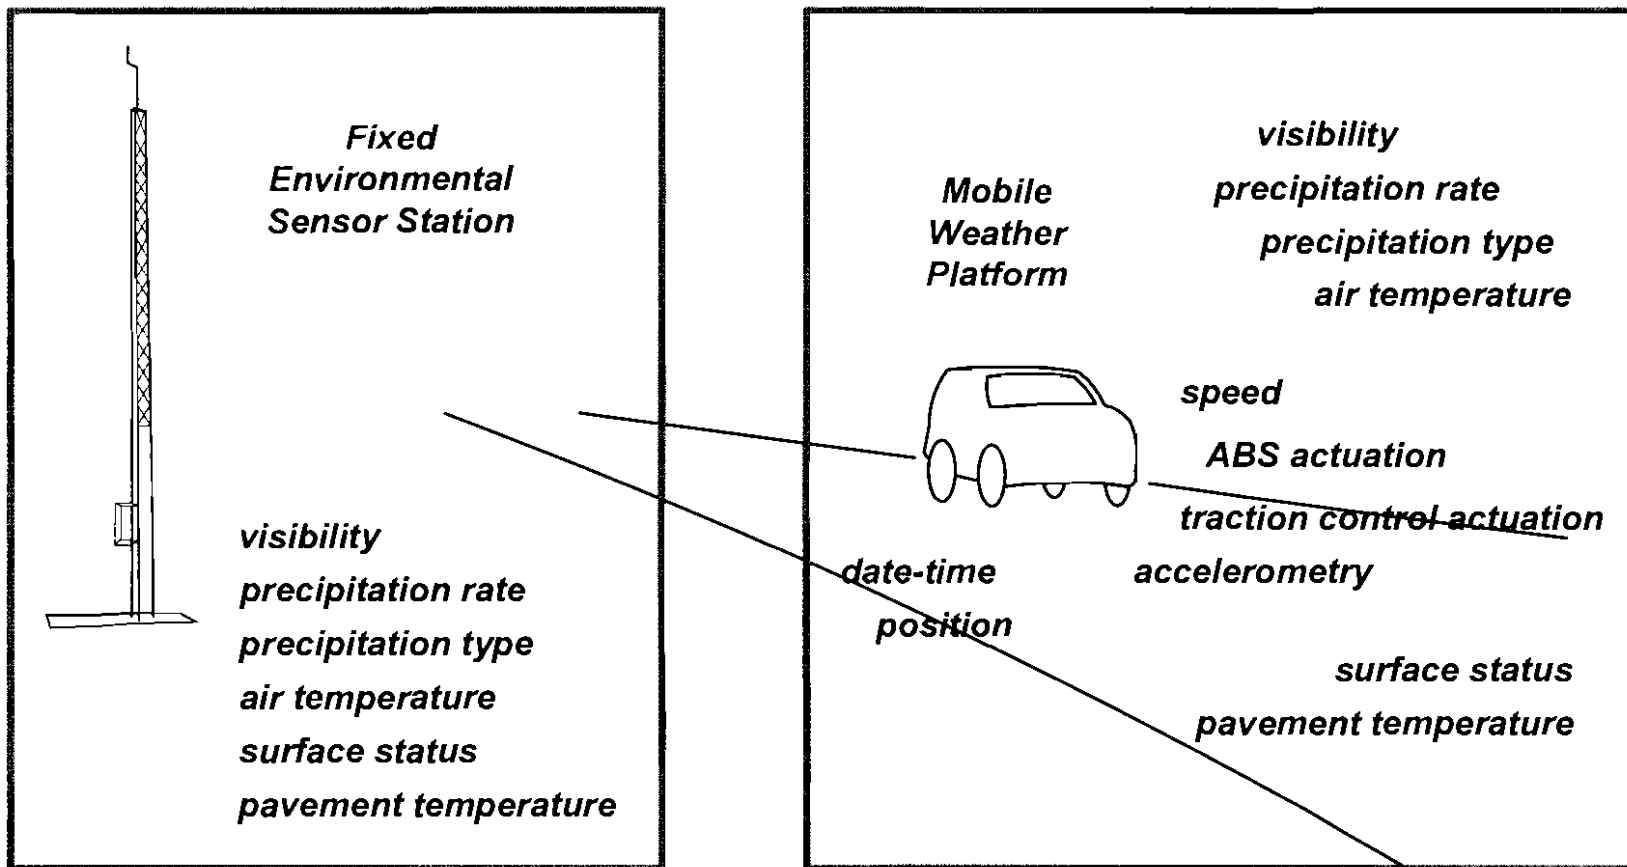 Fixed
Environmental
Sensor Station
visibility
precipitation rate
precipitation type
air temperature
surface status
pavement temperature
Mobile
Weather
Platform
visibility
precipitation rate
precipitation type
air temperature
speed
ABS actuation
traction control actuation
date-time
accelerometry
position
surface status
pavement temperature